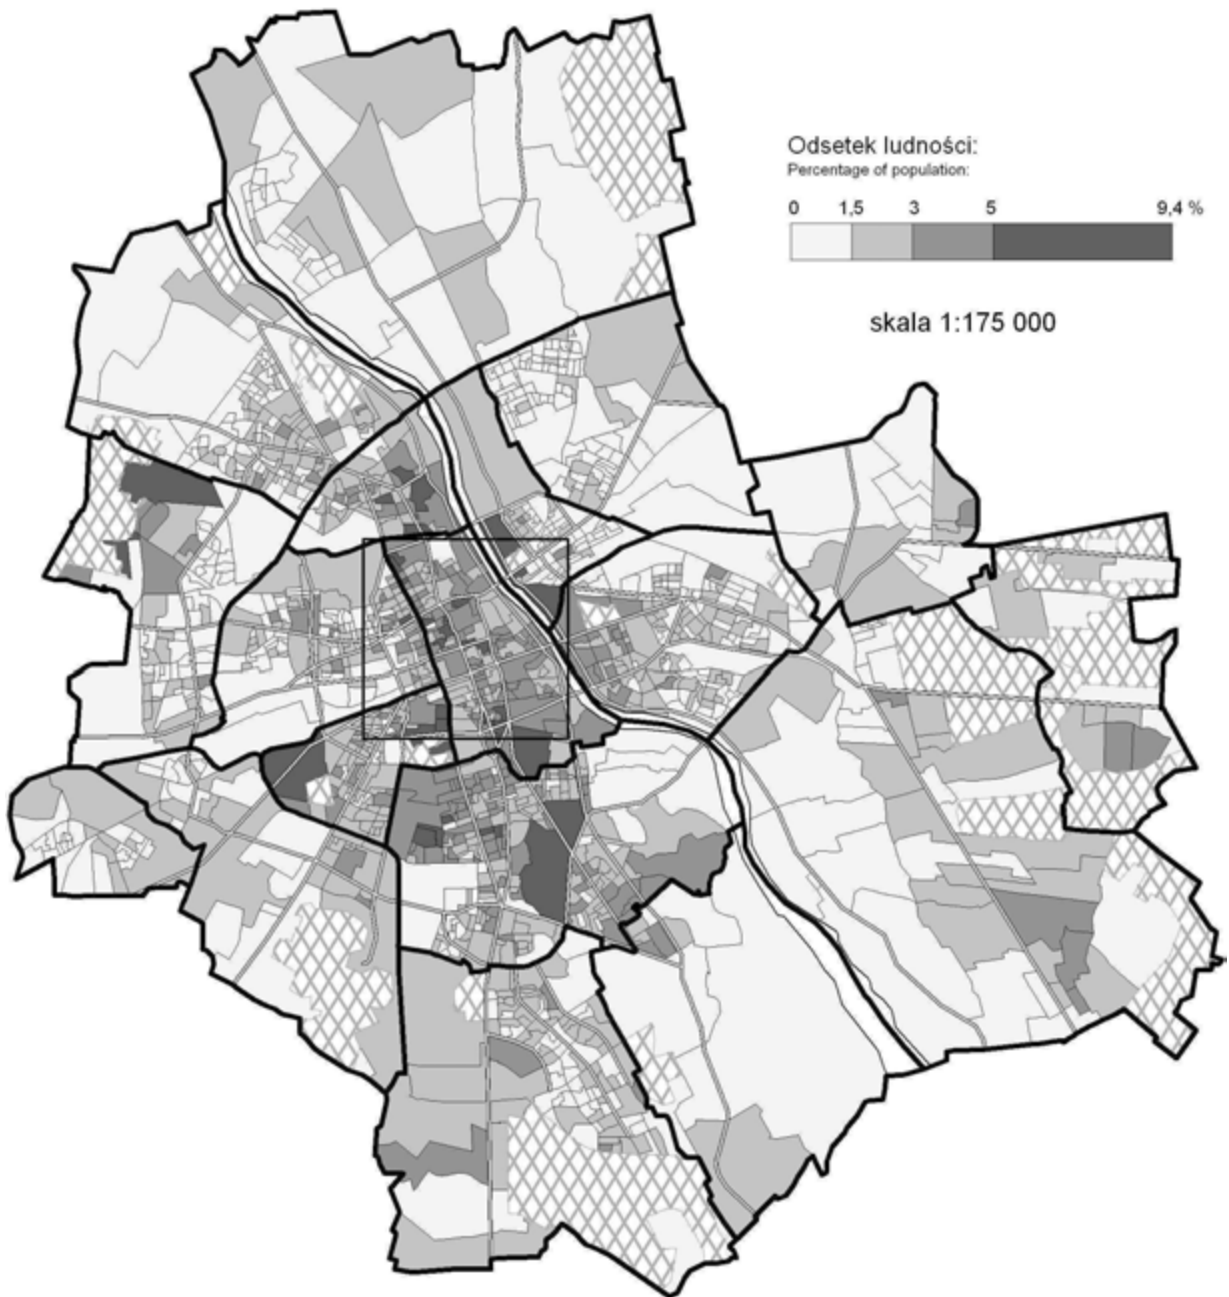 Odsetek ludności:
Percentage of population:
0 1,5 3 5 9,4 %
skala 1:175 000